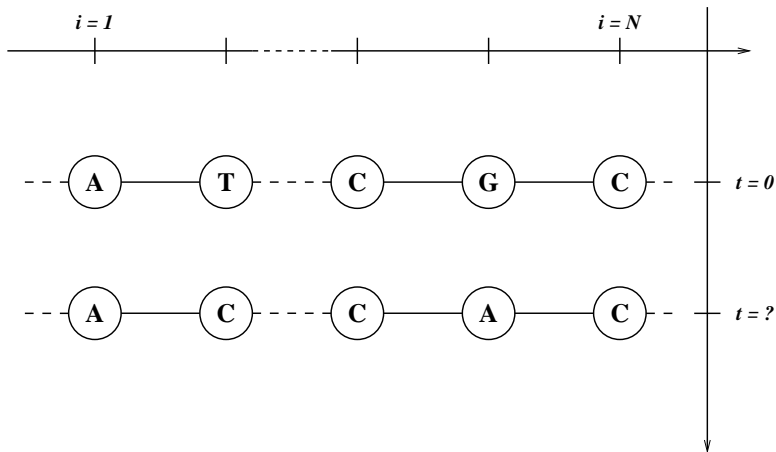 i = 1 i = N
A T C G C t = 0
A C C A C t = ?